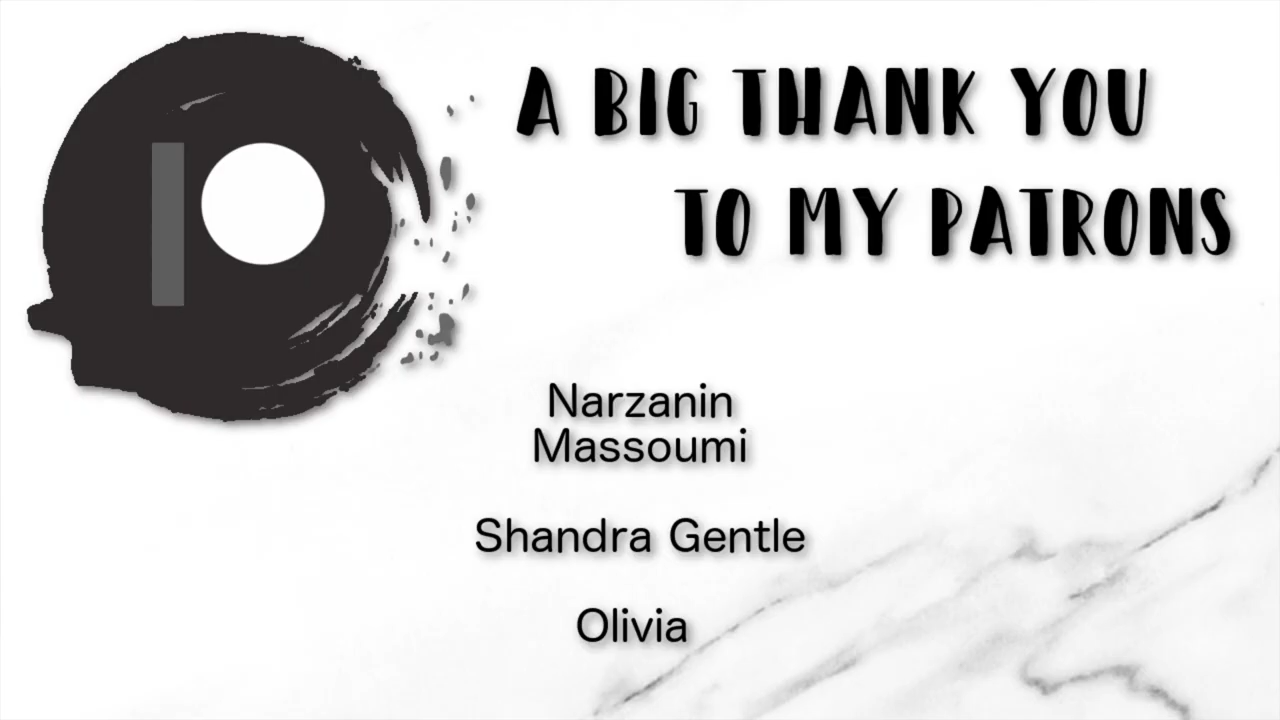 A BIG THANK YOU
TO MY PATRONS
Narzanin
Massoumi
Shandra Gentle
Olivia